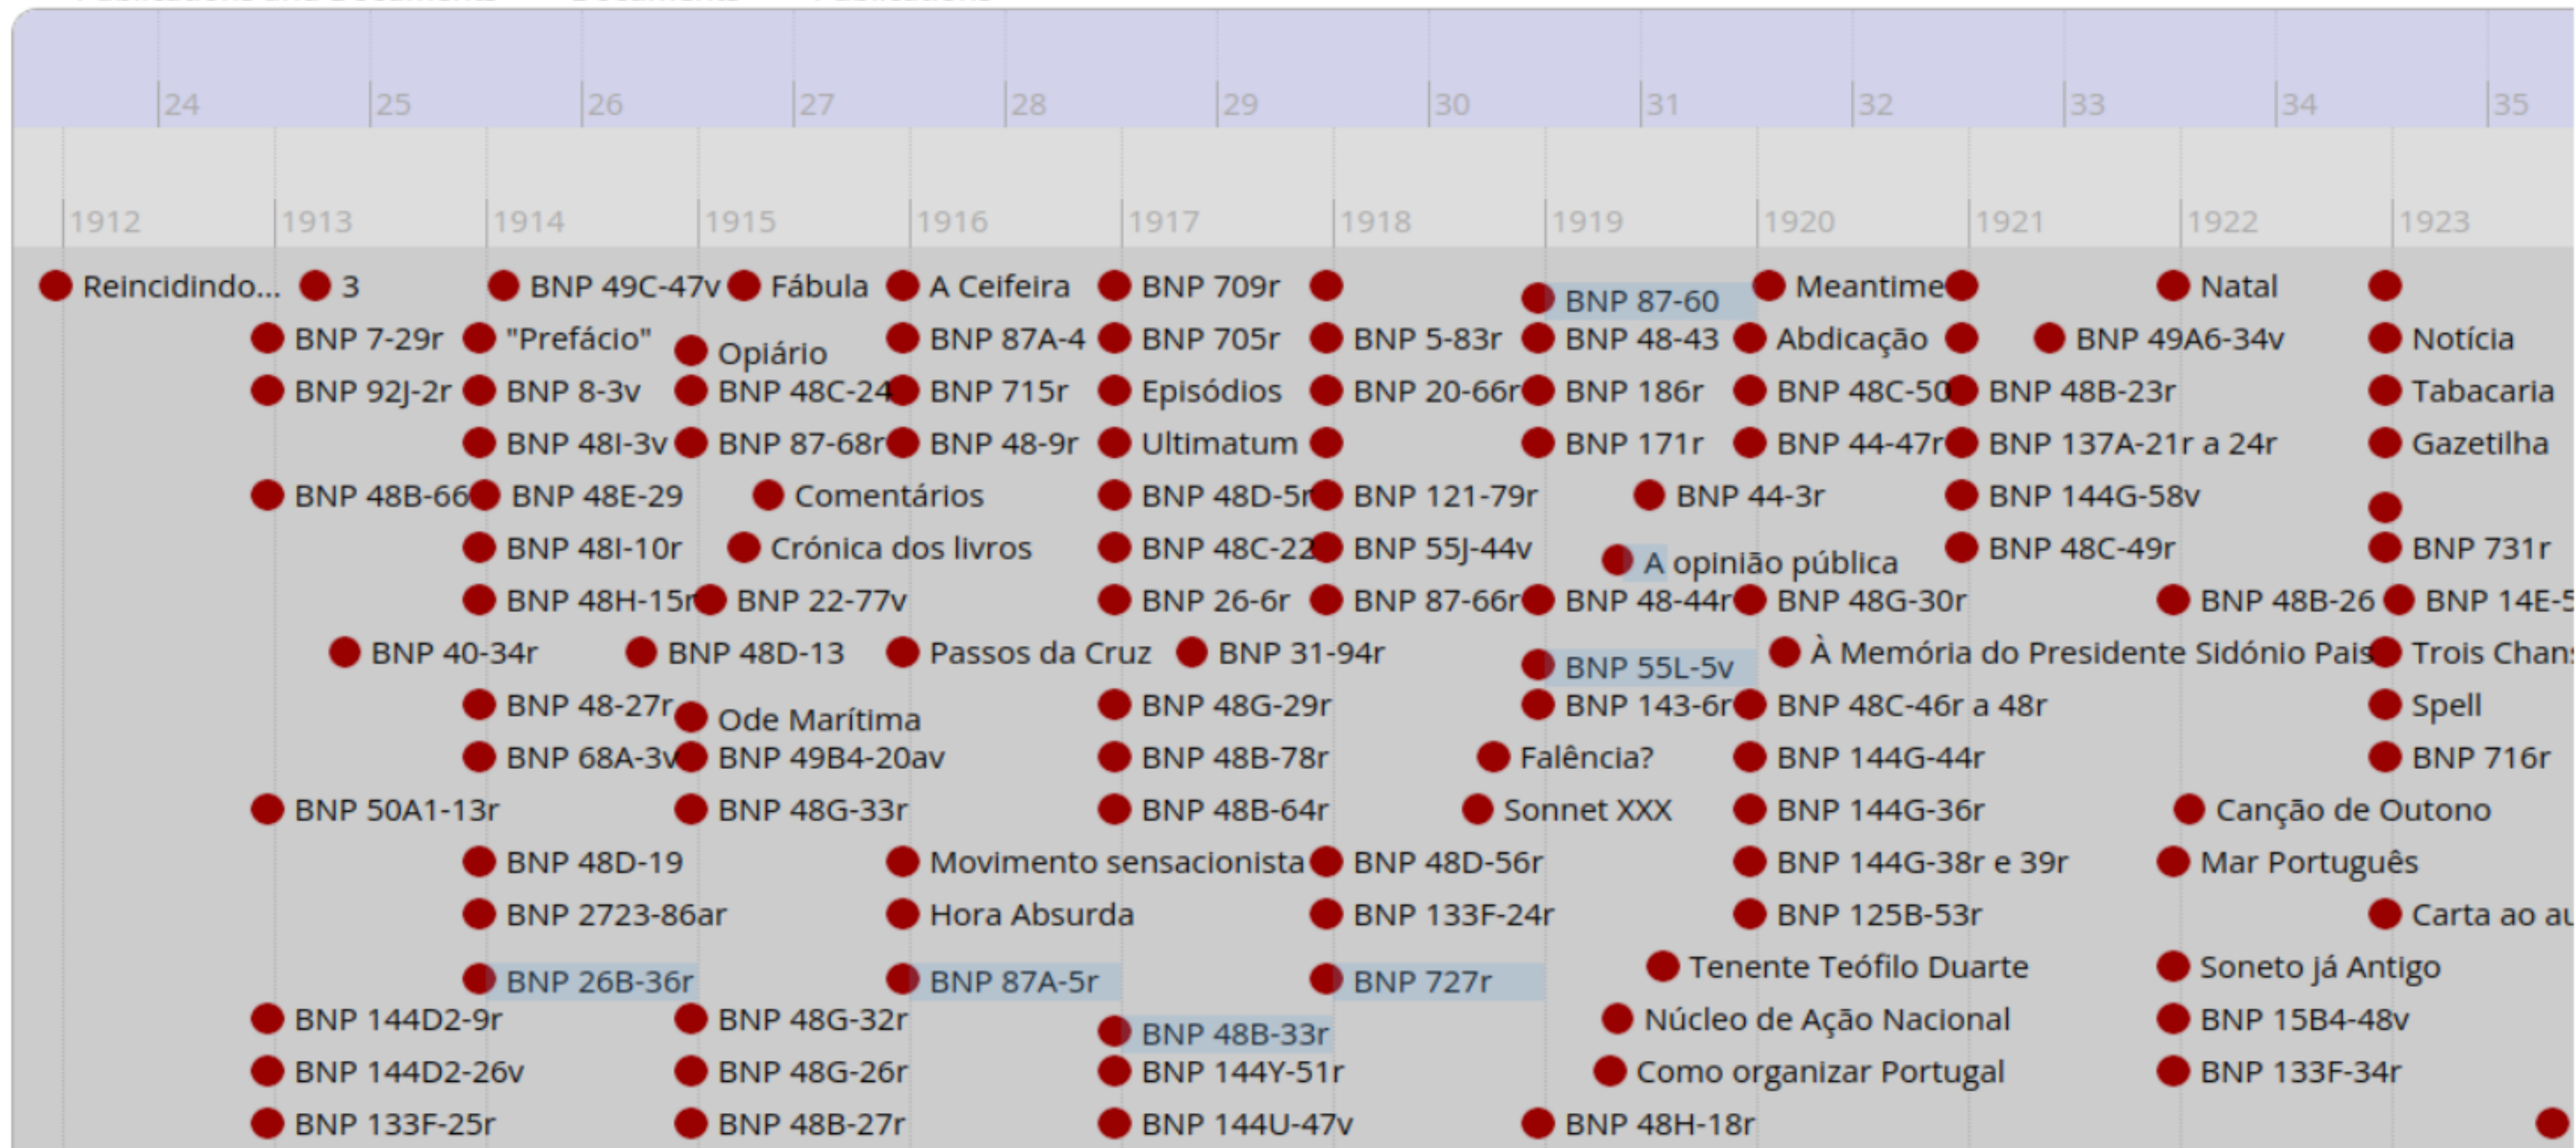 24 25 26 27 28 29 30 31 32 33 34 35
1912 1913 1914 1915 1916 1917 1918 1919 1920 1921 1922 1923
Reincidindo... 3 BNP 49C-47v Fábula A Ceifeira BNP 709r BNP 87-60 Meantime Natal
BNP 7-29r "Prefácio" Opiário BNP 87A-4 BNP 705r BNP 5-83r BNP 48-43 Abdicação BNP 49A6-34v Notícia
BNP 92J-2r BNP 8-3v BNP 48C-24 BNP 715r Episódios BNP 20-66r BNP 186r BNP 48C-50 BNP 48B-23r Tabacaria
BNP 48I-3v BNP 87-68r BNP 48-9r Ultimatum BNP 171r BNP 44-47r BNP 137A-21r a 24r Gazetilha
BNP 48B-66 BNP 48E-29 Comentários BNP 48D-5r BNP 121-79r BNP 44-3r BNP 144G-58v
BNP 48I-10r Crónica dos livros BNP 48C-22 BNP 55J-44v A opinião pública BNP 48C-49r BNP 731r
BNP 48H-15r BNP 22-77v BNP 26-6r BNP 87-66r BNP 48-44r BNP 48G-30r BNP 48B-26 BNP 14E-5
BNP 40-34r BNP 48D-13 Passos da Cruz BNP 31-94r BNP 55L-5v À Memória do Presidente Sidónio Pais Trois Chans
BNP 48-27r Ode Marítima BNP 48G-29r BNP 143-6r BNP 48C-46r a 48r Spell
BNP 68A-3v BNP 49B4-20av BNP 48B-78r Falência? BNP 144G-44r BNP 716r
BNP 50A1-13r BNP 48G-33r BNP 48B-64r Sonnet XXX BNP 144G-36r Canção de Outono
BNP 48D-19 Movimento sensacionista BNP 48D-56r BNP 144G-38r e 39r Mar Português
BNP 2723-86ar Hora Absurda BNP 133F-24r BNP 125B-53r Carta ao au
BNP 26B-36r BNP 87A-5r BNP 727r Tenente Teófilo Duarte Soneto já Antigo
BNP 144D2-9r BNP 48G-32r BNP 48B-33r Núcleo de Ação Nacional BNP 15B4-48v
BNP 144D2-26v BNP 48G-26r BNP 144Y-51r Como organizar Portugal BNP 133F-34r
BNP 133F-25r BNP 48B-27r BNP 144U-47v BNP 48H-18r